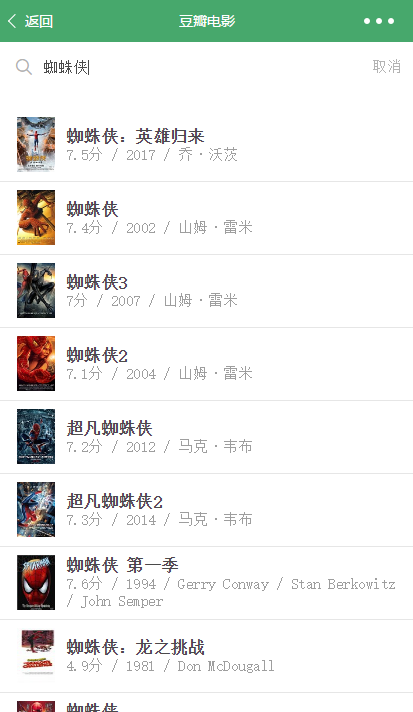 返回 豆瓣电影
蜘蛛侠 取消
蜘蛛侠：英雄归来
7.5分 / 2017 / 乔·沃茨
蜘蛛侠
7.4分 / 2002 / 山姆·雷米
蜘蛛侠3
7分 / 2007 / 山姆·雷米
蜘蛛侠2
7.1分 / 2004 / 山姆·雷米
超凡蜘蛛侠
7.2分 / 2012 / 马克·韦布
超凡蜘蛛侠2
7.3分 / 2014 / 马克·韦布
蜘蛛侠 第一季
7.6分 / 1994 / Gerry Conway / Stan Berkowitz
/ John Semper
蜘蛛侠：龙之挑战
4.9分 / 1981 / Don McDougall
蜘蛛侠